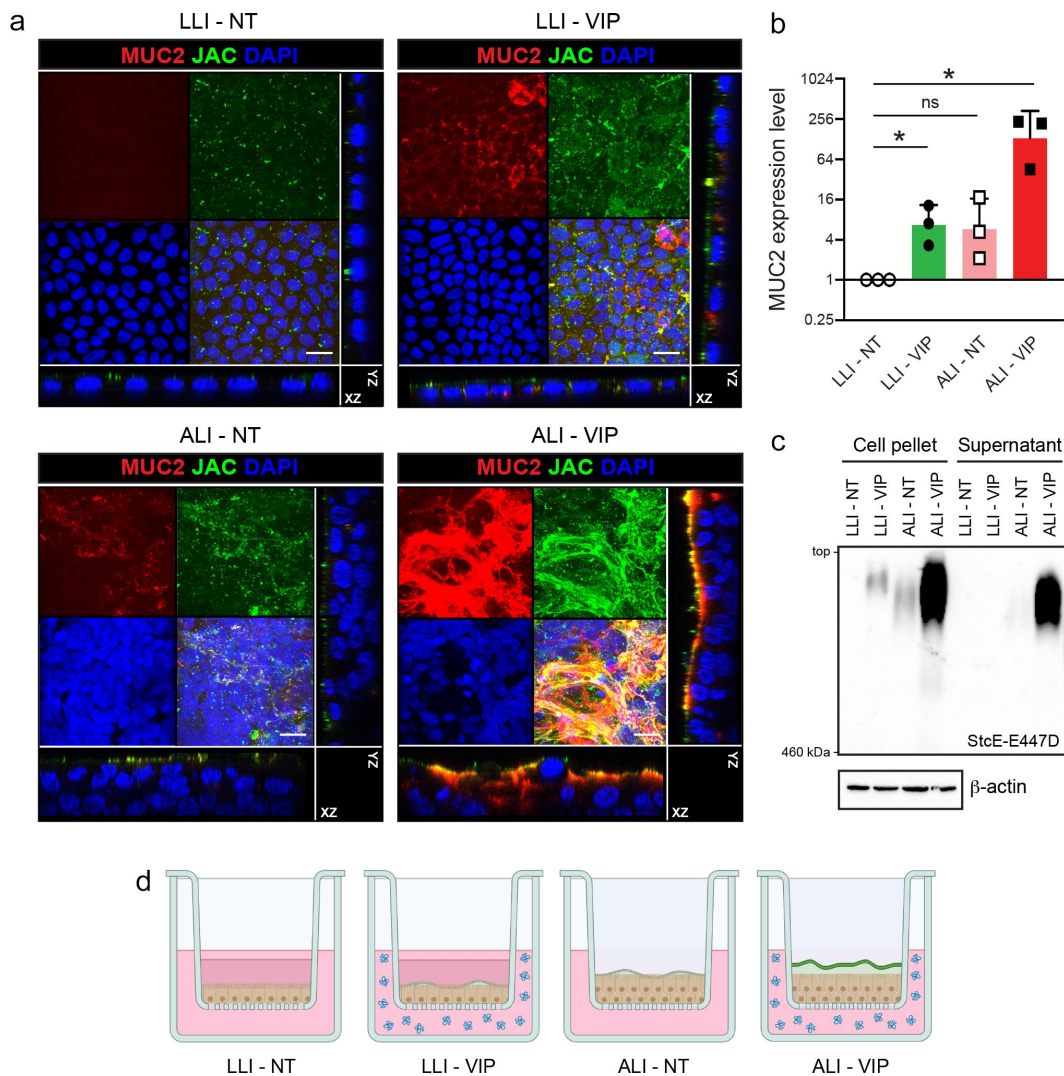 a
LLI - NT
MUC2 JAC DAPI
YZ
XZ
LLI - VIP
MUC2 JAC DAPI
YZ
XZ
ALI - NT
MUC2 JAC DAPI
YZ
XZ
ALI - VIP
MUC2 JAC DAPI
YZ
XZ
b
MUC2 expression level
1024
256
64
16
4
1
0.25
*
ns
*
LLI - NT
LLI - VIP
ALI - NT
ALI - VIP
c
Cell pellet Supernatant
LLI - NT
LLI - VIP
ALI - NT
ALI - VIP
LLI - NT
LLI - VIP
ALI - NT
ALI - VIP
top
460 kDa
StcE-E447D
β-actin
d
LLI - NT
LLI - VIP
ALI - NT
ALI - VIP